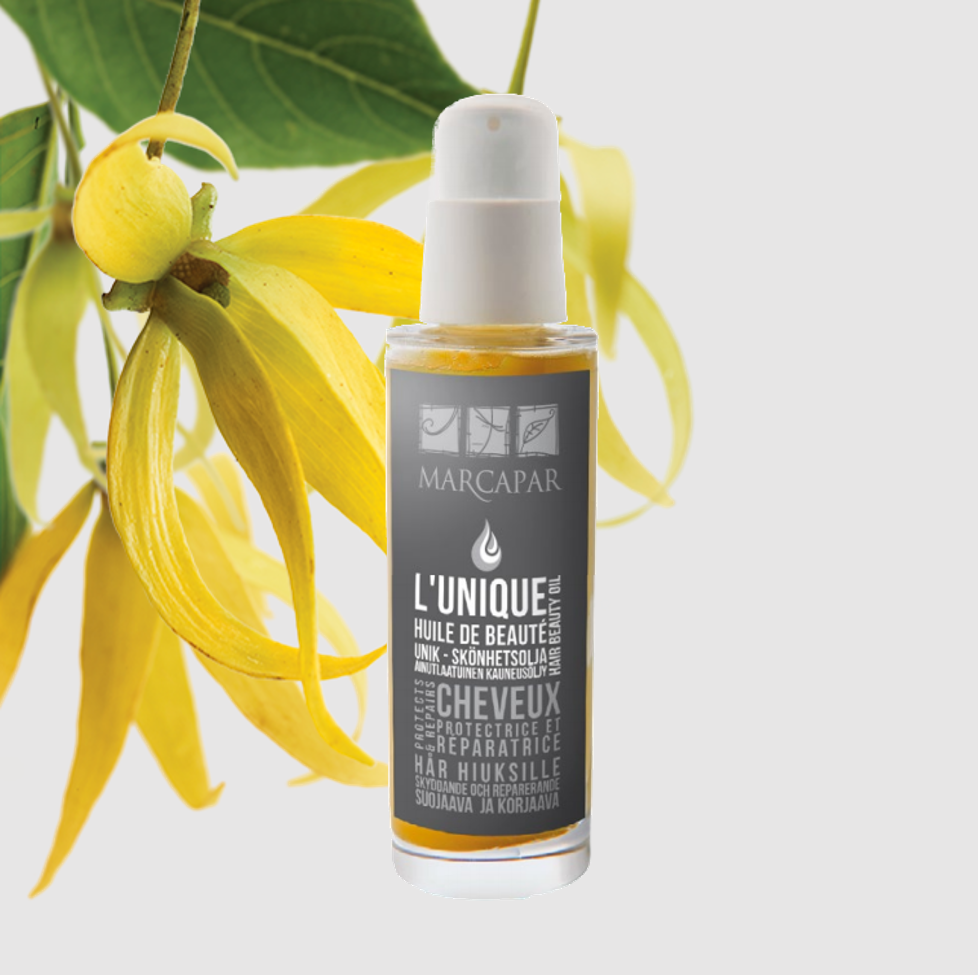 MARCAPAR
L'UNIQUE
HUILE DE BEAUTÉ
UNIK - SKÖNHETSOLJA
AINUTLAATUINEN KAUNEUSÖLJY
HAIR BEAUTY OIL
PROTECTS
& REPAIRS
CHEVEUX
PROTECTRICE ET
RÉPARATRICE
HÅR HIUKSILLE
SKYDDANDE OCH REPARERANDE
SUOJAAVA JA KORJAAVA